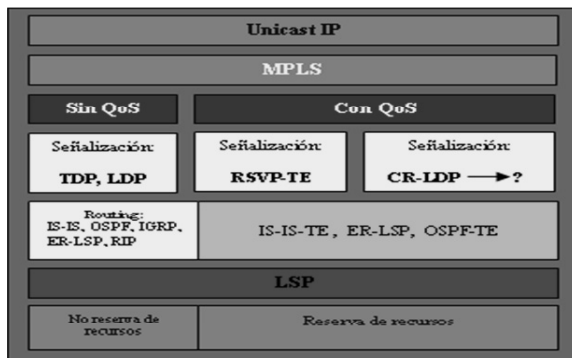 Unicast IP
MPLS
Sin QoS
Con QoS
Señalización:
TDP, LDP
Señalización:
RSVP-TE
Señalización:
CR-LDP ⟶ ?
Routing:
IS-IS, OSPF, IGRP,
ER-LSP, RIP
IS-IS-TE, ER-LSP, OSPF-TE
LSP
No reserva de
recursos
Reserva de recursos